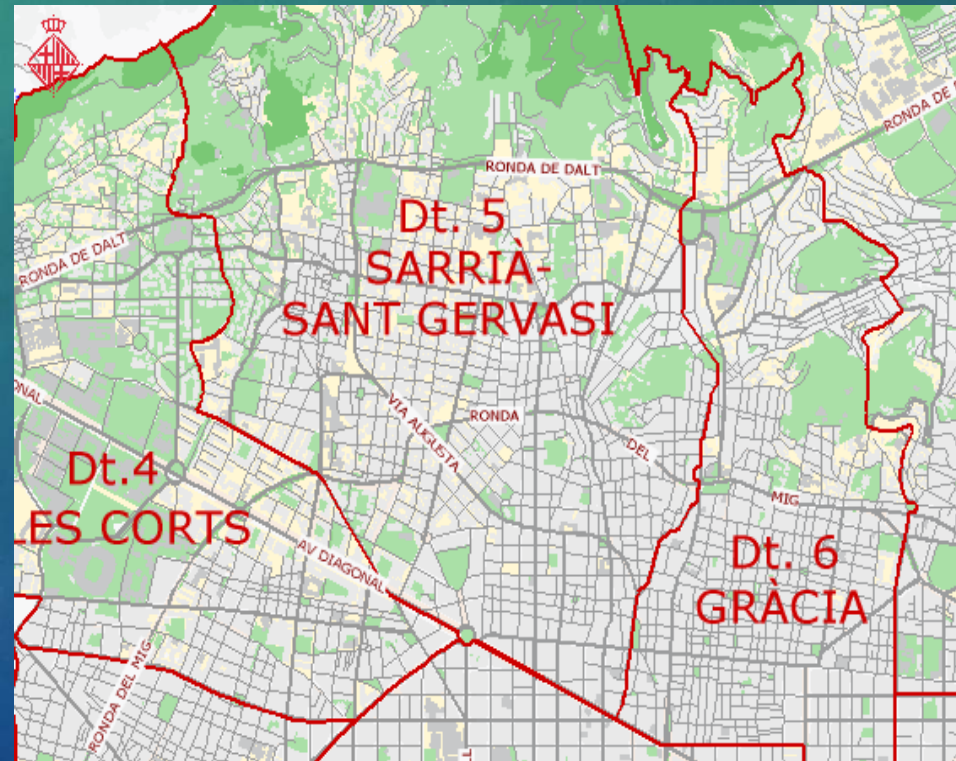 RONDA DE
RONDA DE DALT
Dt. 5
SARRIÀ-
SANT GERVASI
RONDA DE DALT
VIA AUGUSTA
RONDA
DEL
MIG
Dt.4
LES CORTS
AV DIAGONAL
Dt. 6
GRÀCIA
RONDA DEL MIG